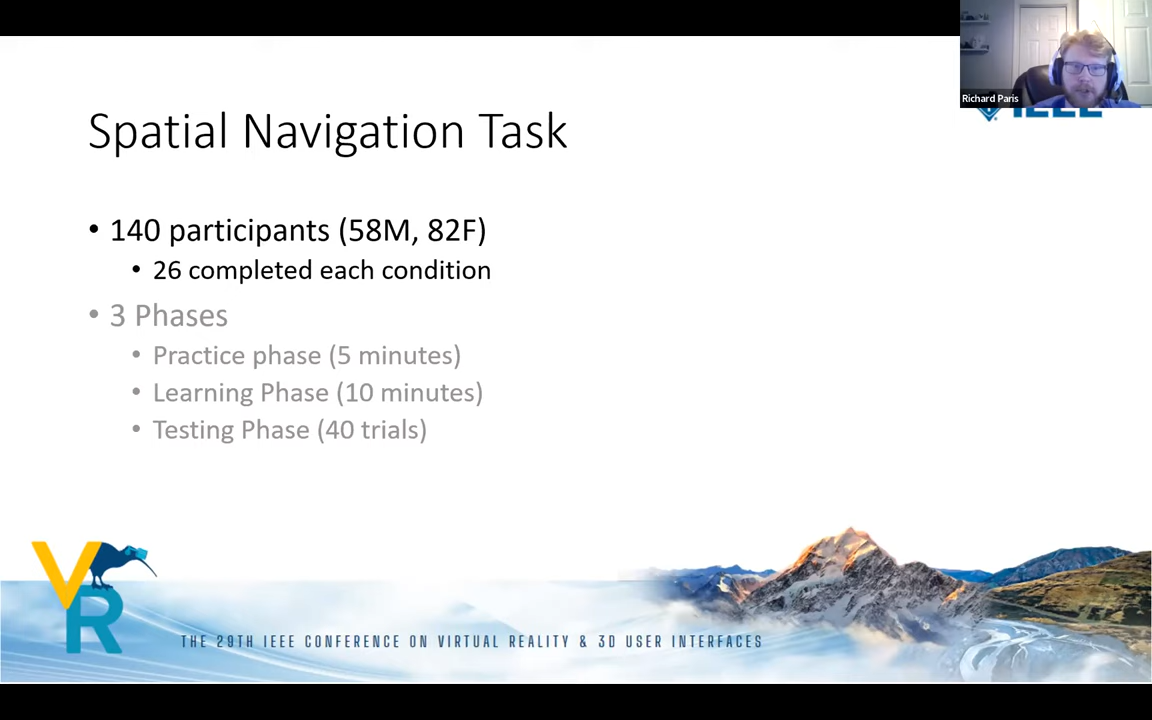 Richard Paris
IEEE
Spatial Navigation Task
• 140 participants (58M, 82F)
• 26 completed each condition
• 3 Phases
• Practice phase (5 minutes)
• Learning Phase (10 minutes)
• Testing Phase (40 trials)
VR
THE 29TH IEEE CONFERENCE ON VIRTUAL REALITY & 3D USER INTERFACES